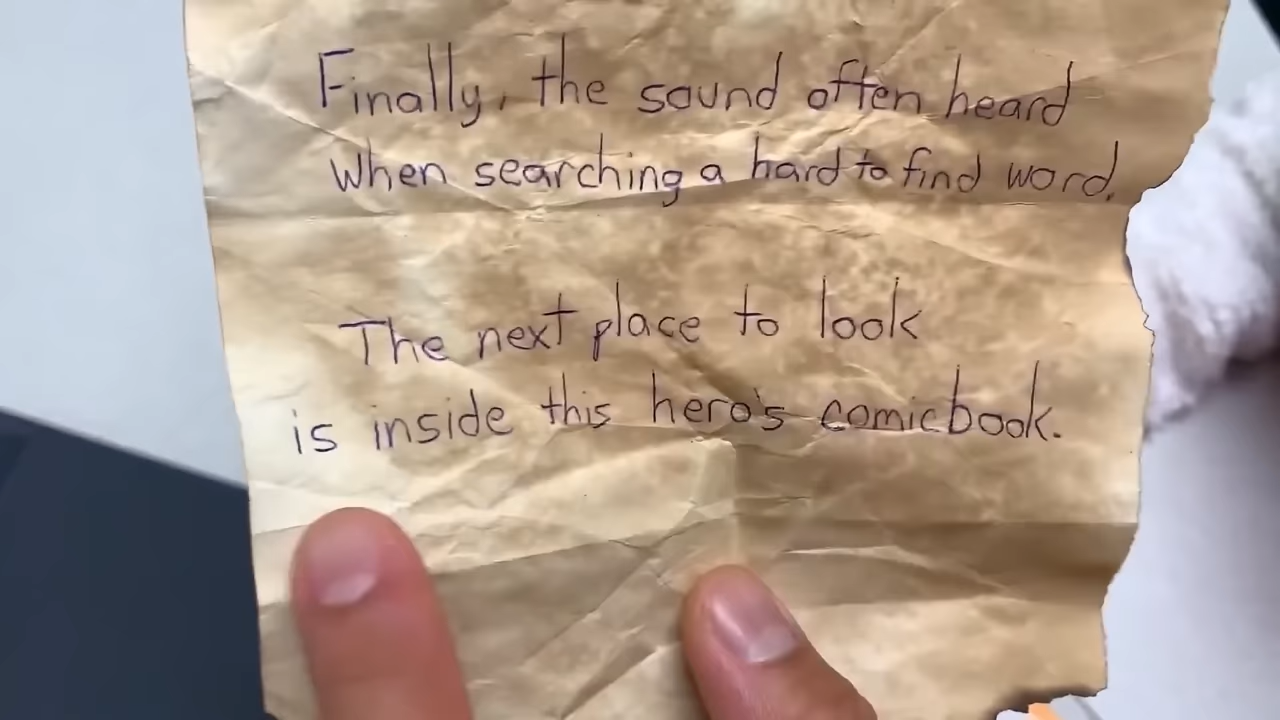 Finally, the sound often heard
when searching a hard to find word.
The next place to look
is inside this hero's comicbook.